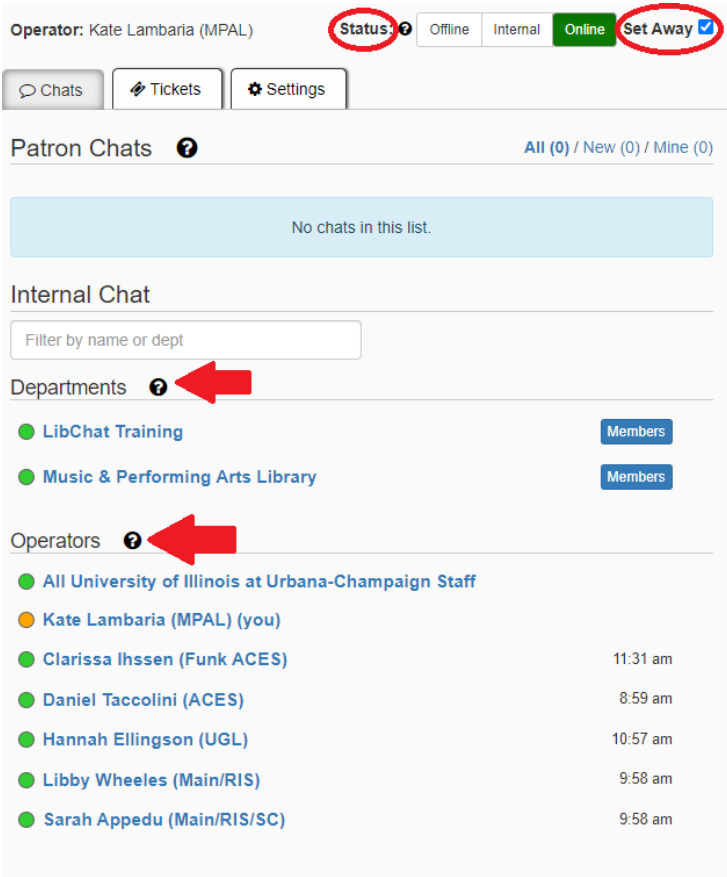 Operator: Kate Lambaria (MPAL) Status: ? Offline Internal Online Set Away
Chats Tickets Settings
Patron Chats ? All (0) / New (0) / Mine (0)
No chats in this list.
Internal Chat
Filter by name or dept
Departments ?
LibChat Training Members
Music & Performing Arts Library Members
Operators ?
All University of Illinois at Urbana-Champaign Staff
Kate Lambaria (MPAL) (you)
Clarissa Ihssen (Funk ACES) 11:31 am
Daniel Taccolini (ACES) 8:59 am
Hannah Ellingson (UGL) 10:57 am
Libby Wheeles (Main/RIS) 9:58 am
Sarah Appedu (Main/RIS/SC) 9:58 am